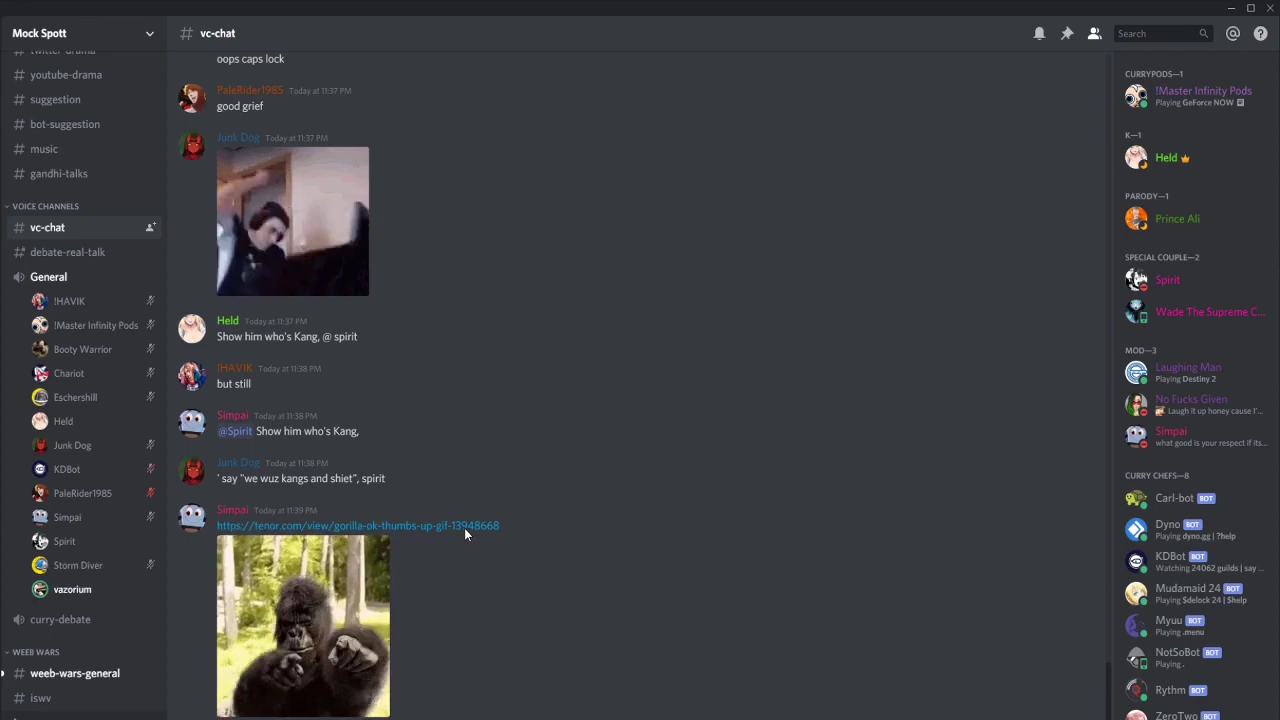 Mock Spott
vc-chat
Search
twitter-drama
youtube-drama
suggestion
bot-suggestion
music
gandhi-talks
VOICE CHANNELS
vc-chat
debate-real-talk
General
!HAVIK
!Master Infinity Pods
Booty Warrior
Chariot
Eschershill
Held
Junk Dog
KDBot
PaleRider1985
Simpai
Spirit
Storm Diver
vazorium
curry-debate
WEEB WARS
weeb-wars-general
iswv
oops caps lock
PaleRider1985 Today at 11:37 PM
good grief
Junk Dog Today at 11:37 PM
Held Today at 11:37 PM
Show him who's Kang, @ spirit
!HAVIK Today at 11:38 PM
but still
Simpai Today at 11:38 PM
@Spirit Show him who's Kang,
Junk Dog Today at 11:38 PM
' say "we wuz kangs and shiet", spirit
Simpai Today at 11:39 PM
https://tenor.com/view/gorilla-ok-thumbs-up-gif-13948668
CURRYPODS—1
!Master Infinity Pods
Playing GeForce NOW
K—1
Held
PARODY—1
Prince Ali
SPECIAL COUPLE—2
Spirit
Wade The Supreme C...
MOD—3
Laughing Man
Playing Destiny 2
No Fucks Given
Laugh it up honey cause I'...
Simpai
what good is your respect if its...
CURRY CHEFS—8
Carl-bot BOT
Dyno BOT
Playing dyno.gg | ?help
KDBot BOT
Watching 24062 guilds | say ...
Mudamaid 24 BOT
Playing $delock 24 | $help
Myuu BOT
Playing .menu
NotSoBot BOT
Playing .
Rythm BOT
ZeroTwo BOT